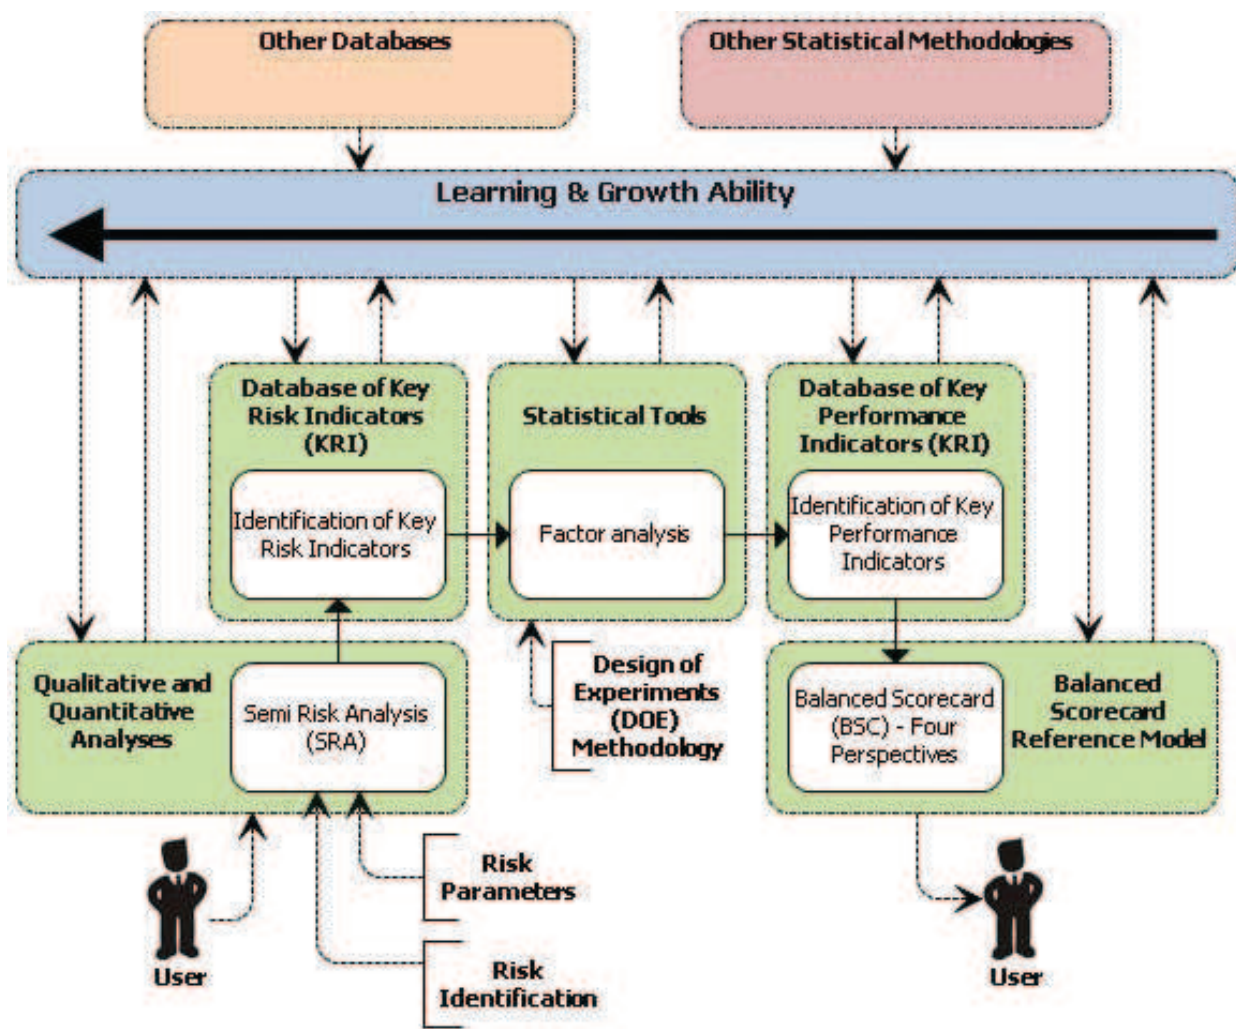 Other Databases
Other Statistical Methodologies
Learning & Growth Ability
Database of Key
Risk Indicators
(KRI)
Identification of Key
Risk Indicators
Statistical Tools
Factor analysis
Database of Key
Performance
Indicators (KRI)
Identification of Key
Performance
Indicators
Qualitative and
Quantitative
Analyses
Semi Risk Analysis
(SRA)
Design of
Experiments
(DOE)
Methodology
Balanced Scorecard
(BSC) - Four
Perspectives
Balanced
Scorecard
Reference Model
User
Risk
Parameters
Risk
Identification
User